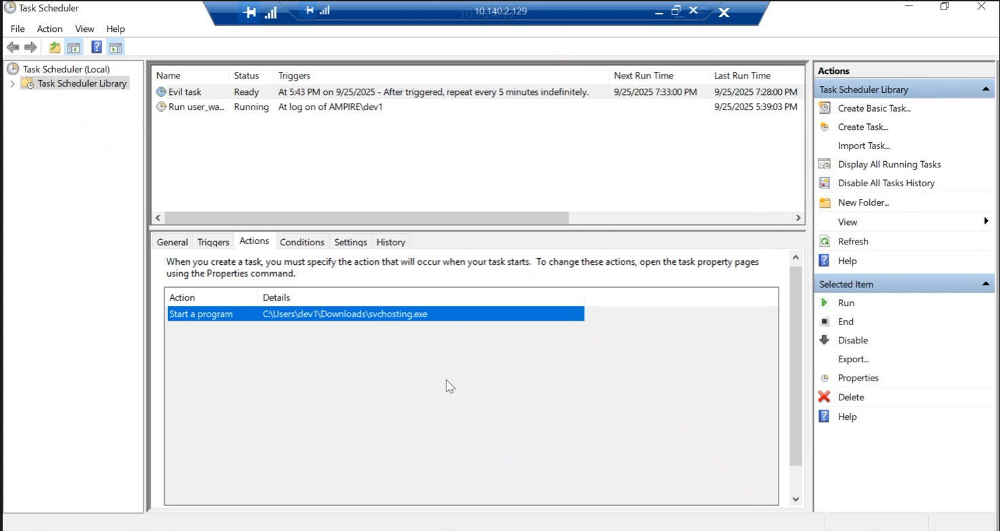 Task Scheduler
10.140.2.129
File Action View Help
Task Scheduler (Local)
Task Scheduler Library
Name Status Triggers Next Run Time Last Run Time
Evil task Ready At 5:43 PM on 9/25/2025 - After triggered, repeat every 5 minutes indefinitely. 9/25/2025 7:33:00 PM 9/25/2025 7:28:00 PM
Run user_wa... Running At log on of AMPIRE\dev1 9/25/2025 5:39:03 PM
General Triggers Actions Conditions Settings History
When you create a task, you must specify the action that will occur when your task starts. To change these actions, open the task property pages
using the Properties command.
Action Details
Start a program C:\Users\dev1\Downloads\svchosting.exe
Actions
Task Scheduler Library
Create Basic Task...
Create Task...
Import Task...
Display All Running Tasks
Disable All Tasks History
New Folder...
View
Refresh
Help
Selected Item
Run
End
Disable
Export...
Properties
Delete
Help